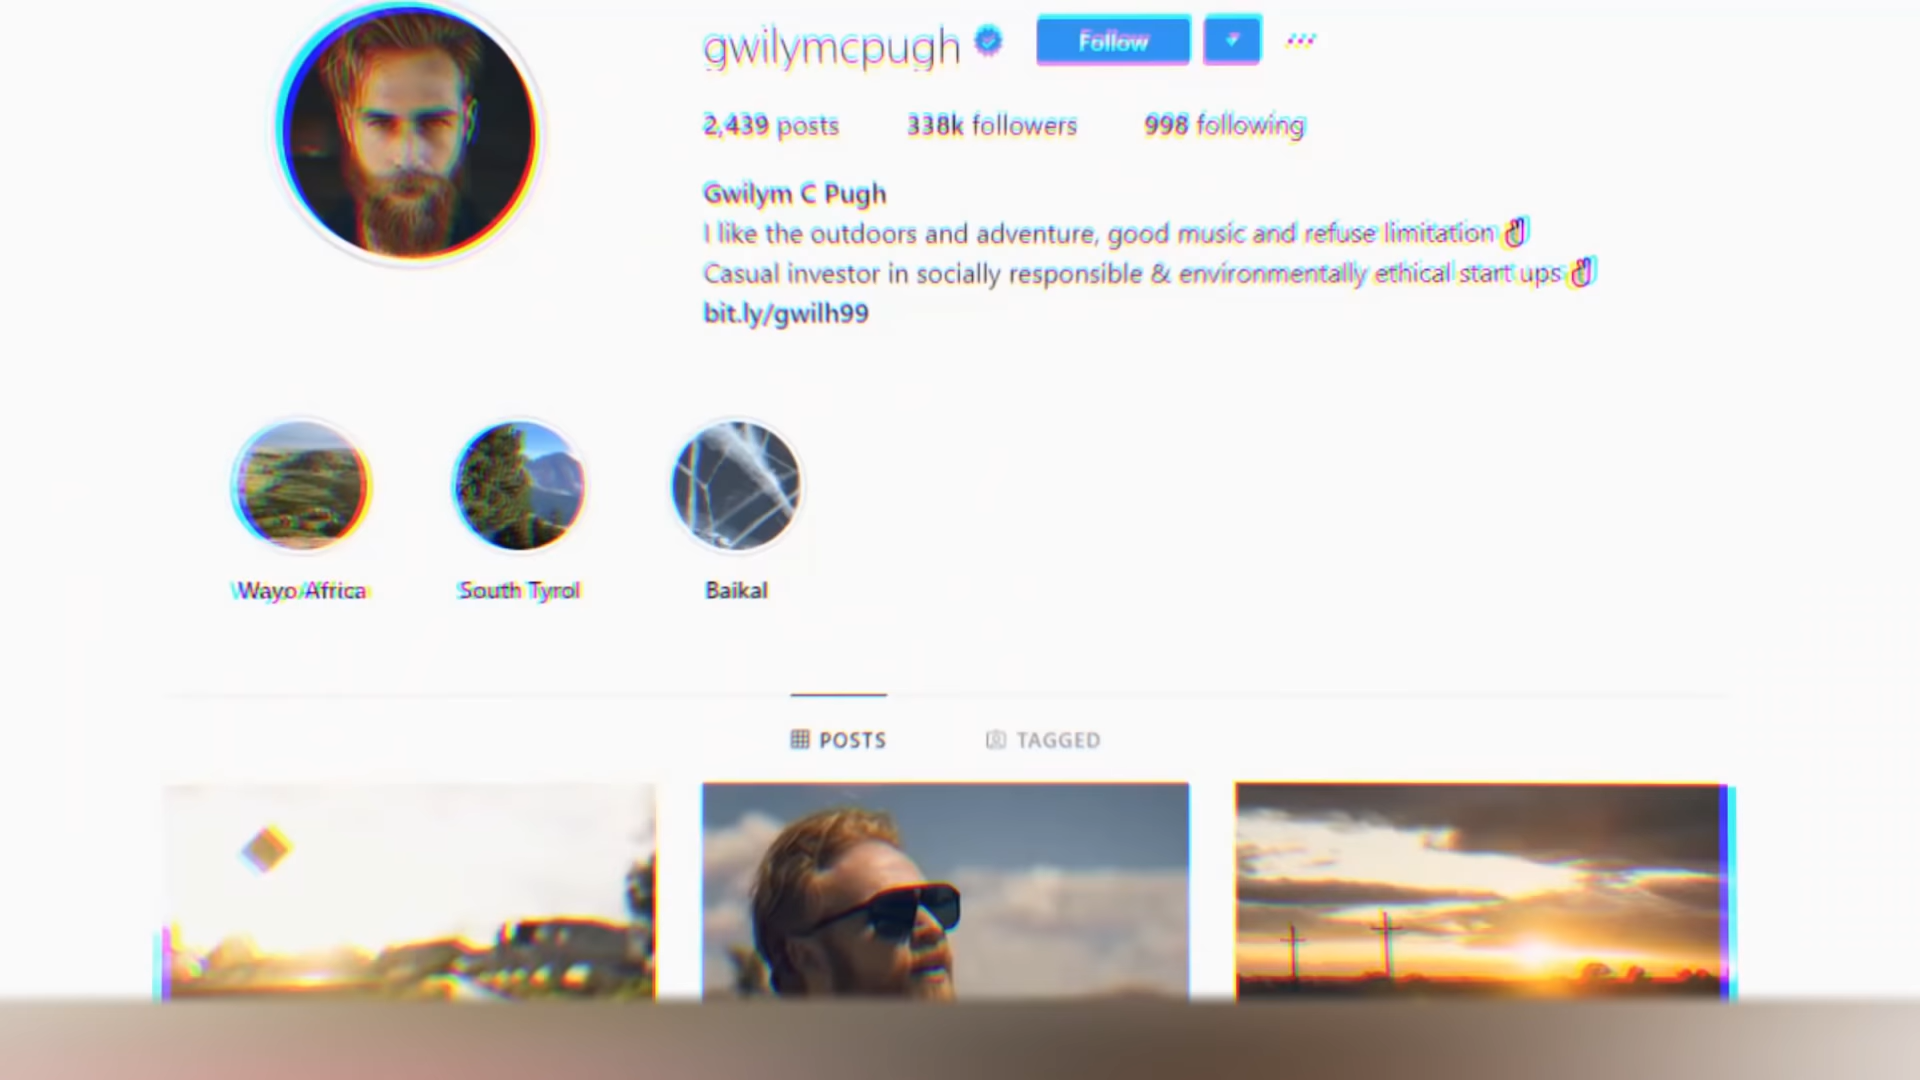 gwilymcpugh Follow
2,439 posts 338k followers 998 following
Gwilym C Pugh
I like the outdoors and adventure, good music and refuse limitation✌
Casual investor in socially responsible & environmentally ethical start ups✌
bit.ly/gwilh99
Wayo Africa South Tyrol Baikal
POSTS TAGGED